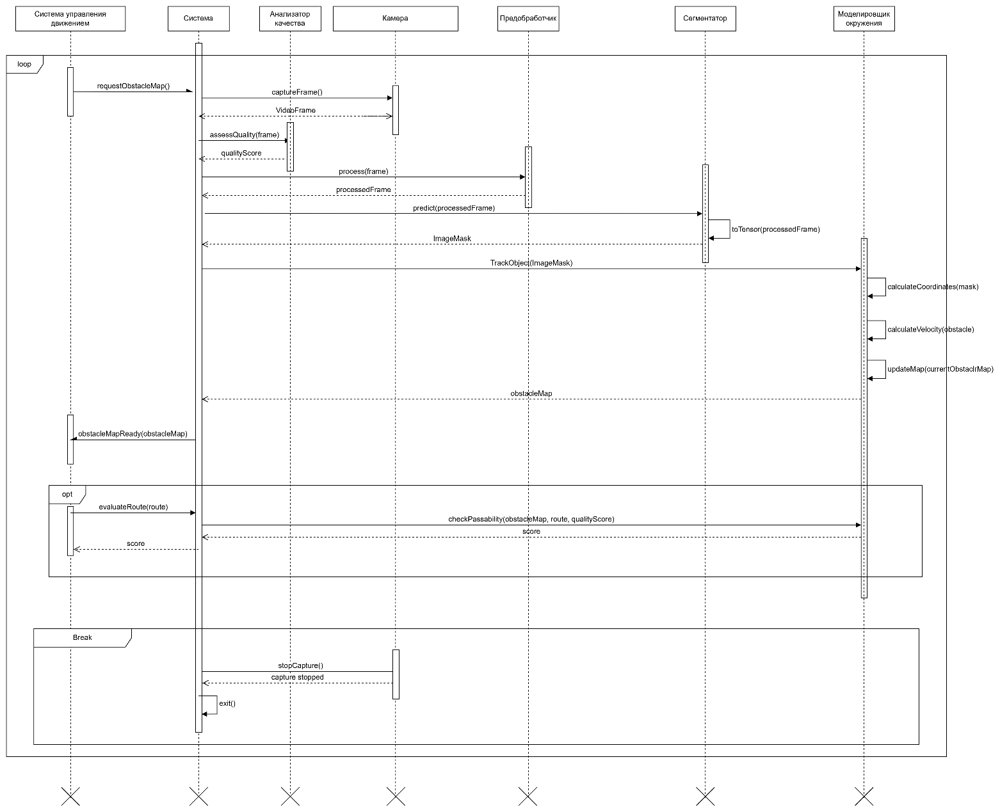 Система управления
движением
Система
Анализатор
качества
Камера
Предобработчик
Сегментатор
Моделировщик
окружения
loop
requestObstacleMap()
captureFrame()
VideoFrame
assessQuality(frame)
qualityScore
process(frame)
processedFrame
predict(processedFrame)
toTensor(processedFrame)
ImageMask
TrackObject(ImageMask)
calculateCoordinates(mask)
calculateVelocity(obstacle)
updateMap(currentObstaclrMap)
obstacleMap
obstacleMapReady(obstacleMap)
opt
evaluateRoute(route)
checkPassability(obstacleMap, route, qualityScore)
score
score
Break
stopCapture()
capture stopped
exit()